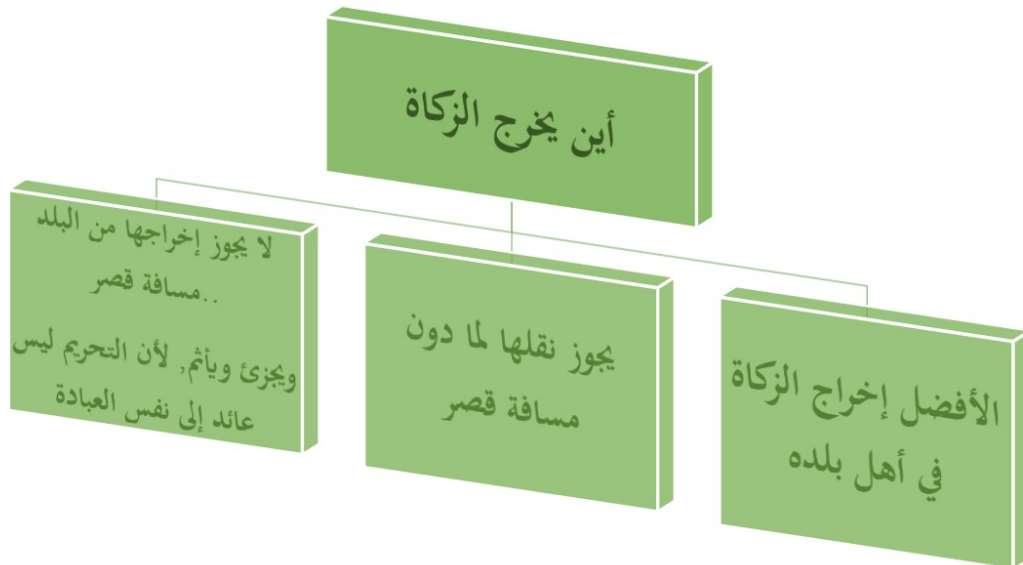 أين يخرج الزكاة
الأفضل إخراج الزكاة
في أهل بلده
يجوز نقلها لما دون
مسافة قصر
لا يجوز إخراجها من البلد
..مسافة قصر
ويجزئ ويأثم, لأن التحريم ليس
عائد إلى نفس العبادة